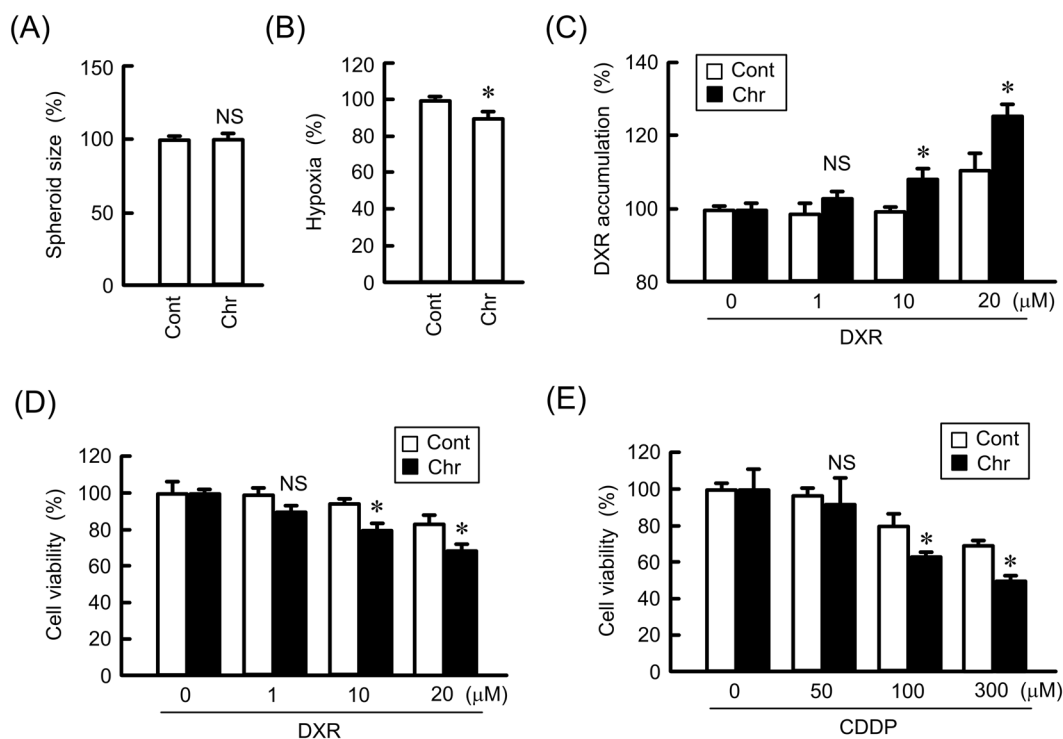 (A)
Spheroid size (%)
150
100
50
0
NS
Cont
Chr
(B)
Hypoxia (%)
120
100
80
60
40
20
0
*
Cont
Chr
(C)
DXR accumulation (%)
140
120
100
80
Cont
Chr
NS
*
*
0 1 10 20 (μM)
DXR
(D)
Cell viability (%)
120
100
80
60
40
20
0
Cont
Chr
NS
*
*
0 1 10 20 (μM)
DXR
(E)
Cell viability (%)
120
100
80
60
40
20
0
Cont
Chr
NS
*
*
0 50 100 300 (μM)
CDDP